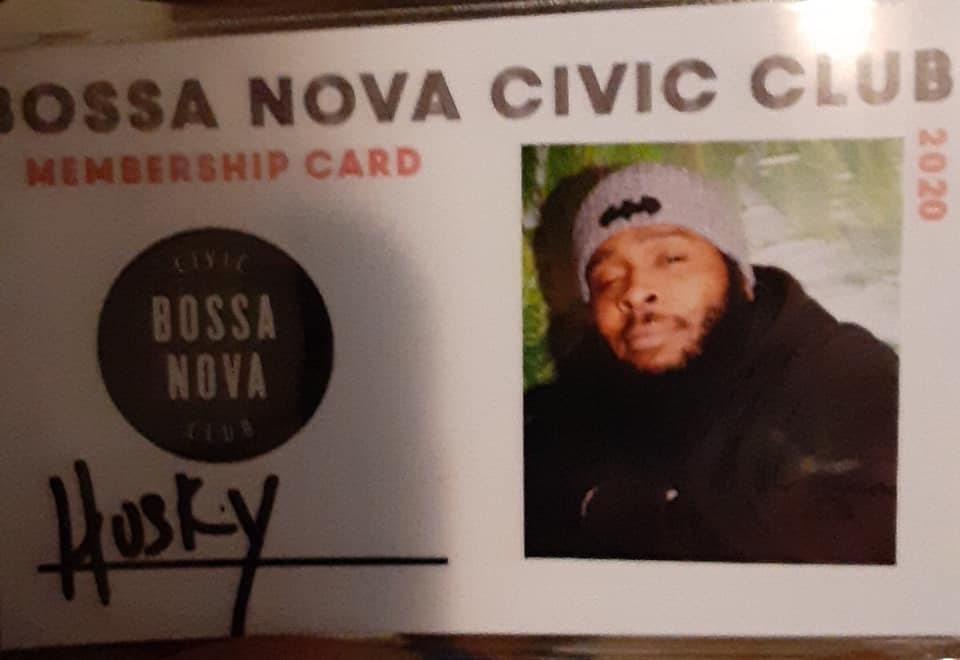 BOSSA NOVA CIVIC CLUB
MEMBERSHIP CARD
2020
CIVIC
BOSSA
NOVA
CLUB
Husky